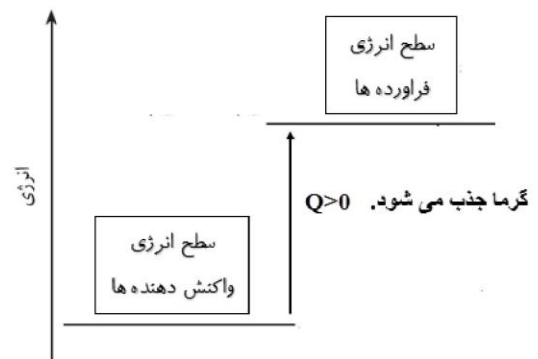 سطح انرژی
فراورده ها
انرژی
Q>0 گرما جذب می شود.
سطح انرژی
واکنش دهنده ها